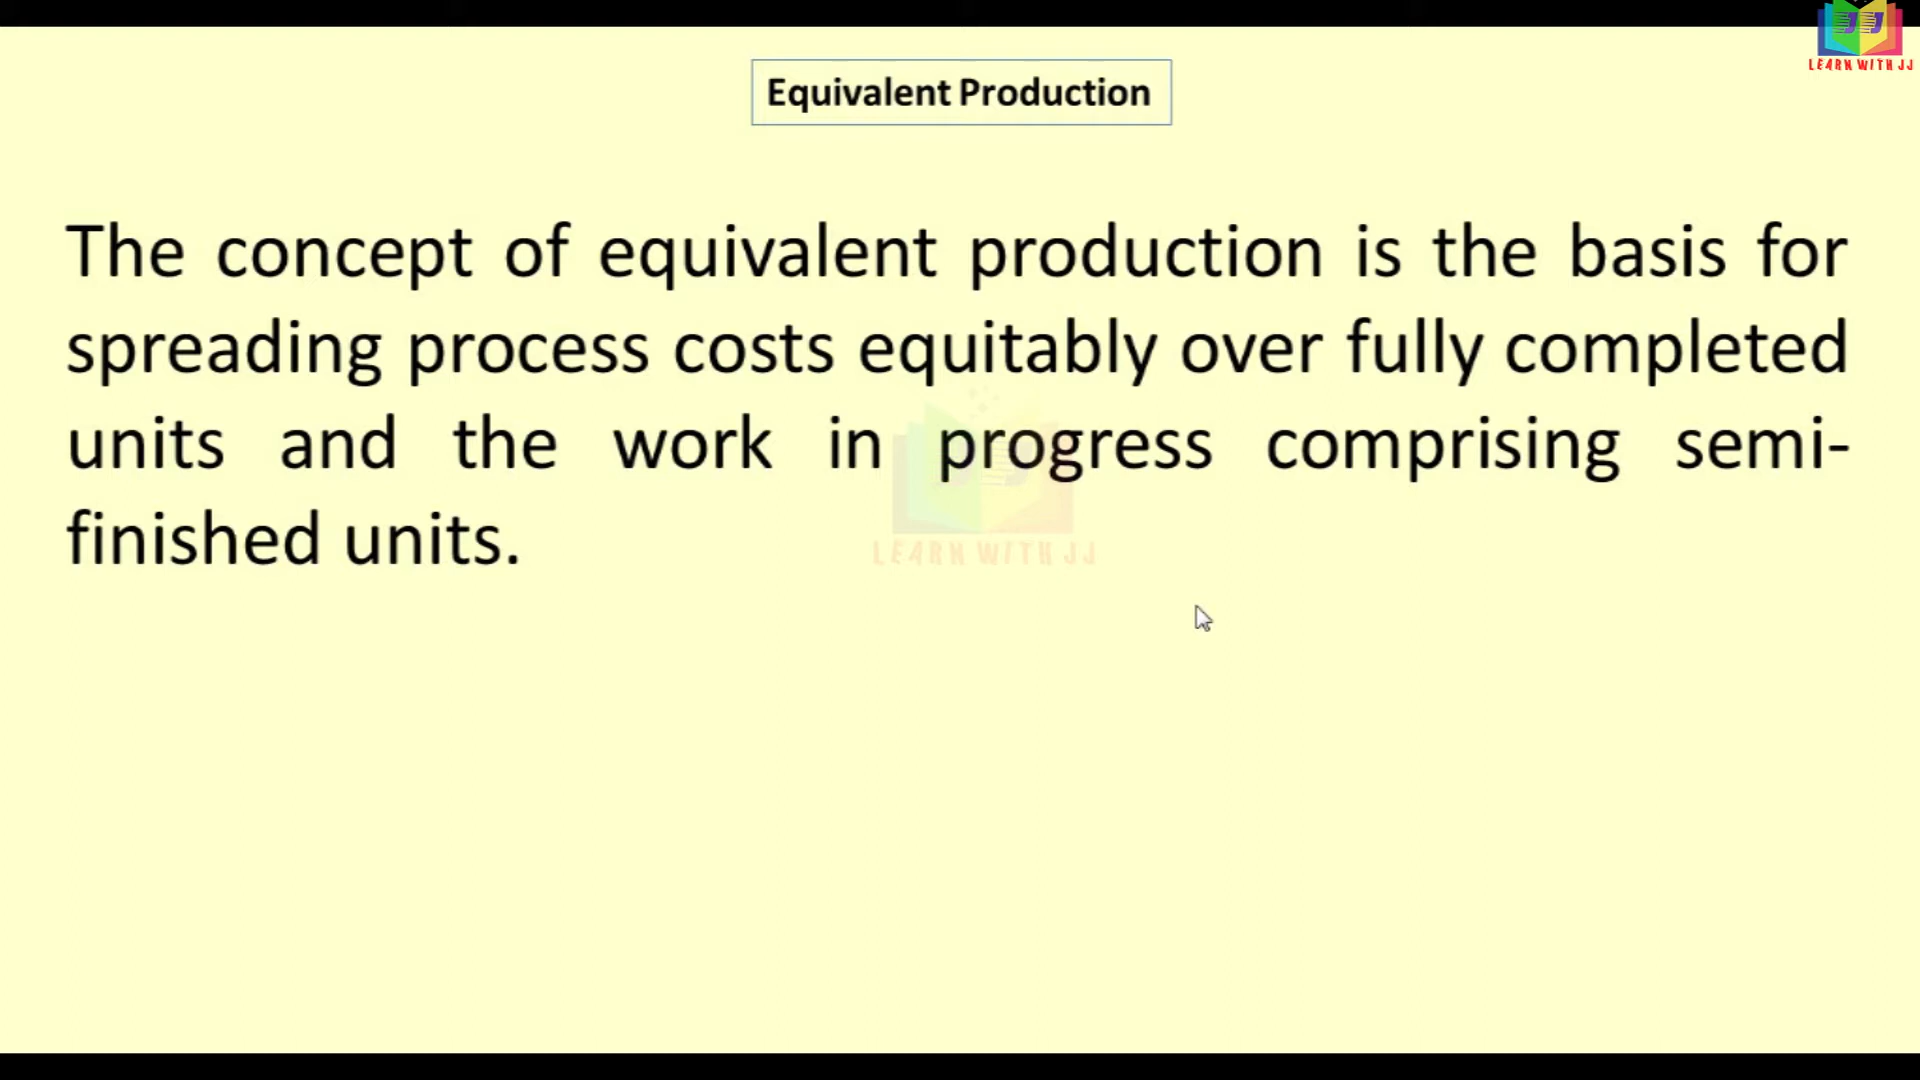 LEARN WITH JJ
Equivalent Production
The concept of equivalent production is the basis for
spreading process costs equitably over fully completed
units and the work in progress comprising semi-
finished units.
LEARN WITH JJ